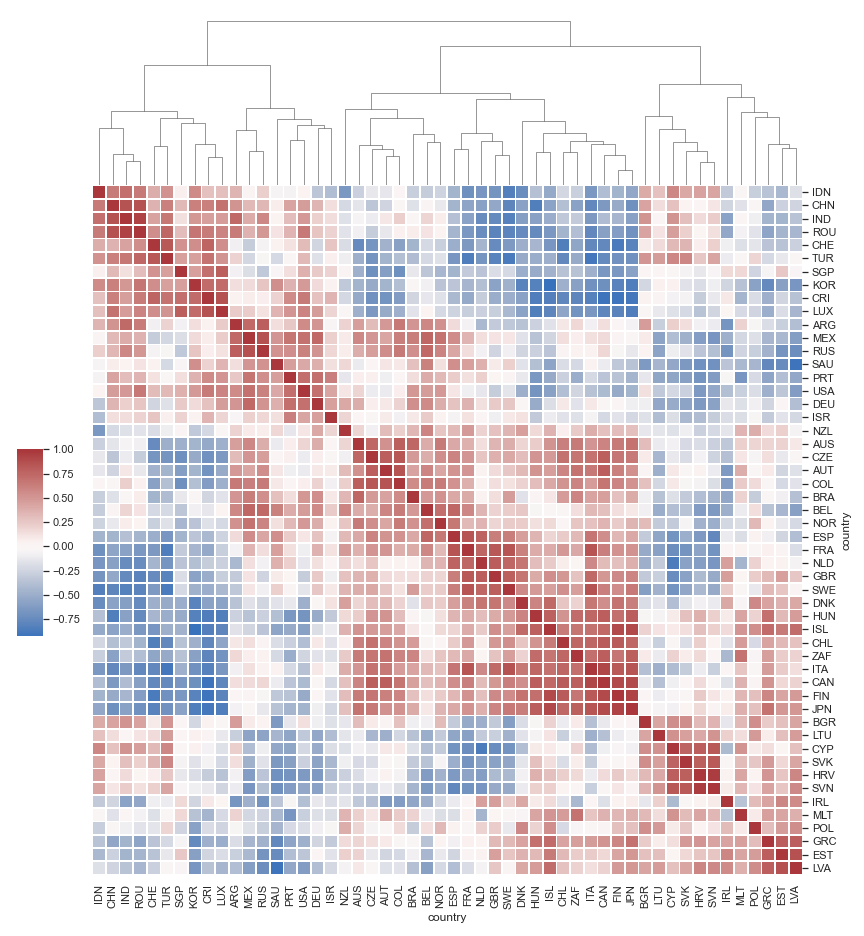 IDN
CHN
IND
ROU
CHE
TUR
SGP
KOR
CRI
LUX
ARG
MEX
RUS
SAU
PRT
USA
DEU
ISR
NZL
AUS
CZE
AUT
COL
BRA
BEL
NOR
ESP
FRA
NLD
GBR
SWE
DNK
HUN
ISL
CHL
ZAF
ITA
CAN
FIN
JPN
BGR
LTU
CYP
SVK
HRV
SVN
IRL
MLT
POL
GRC
EST
LVA
country
1.00
0.75
0.50
0.25
0.00
−0.25
−0.50
−0.75
IDN CHN IND ROU CHE TUR SGP KOR CRI LUX ARG MEX RUS SAU PRT USA DEU ISR NZL AUS CZE AUT COL BRA BEL NOR ESP FRA NLD GBR SWE DNK HUN ISL CHL ZAF ITA CAN FIN JPN BGR LTU CYP SVK HRV SVN IRL MLT POL GRC EST LVA
country